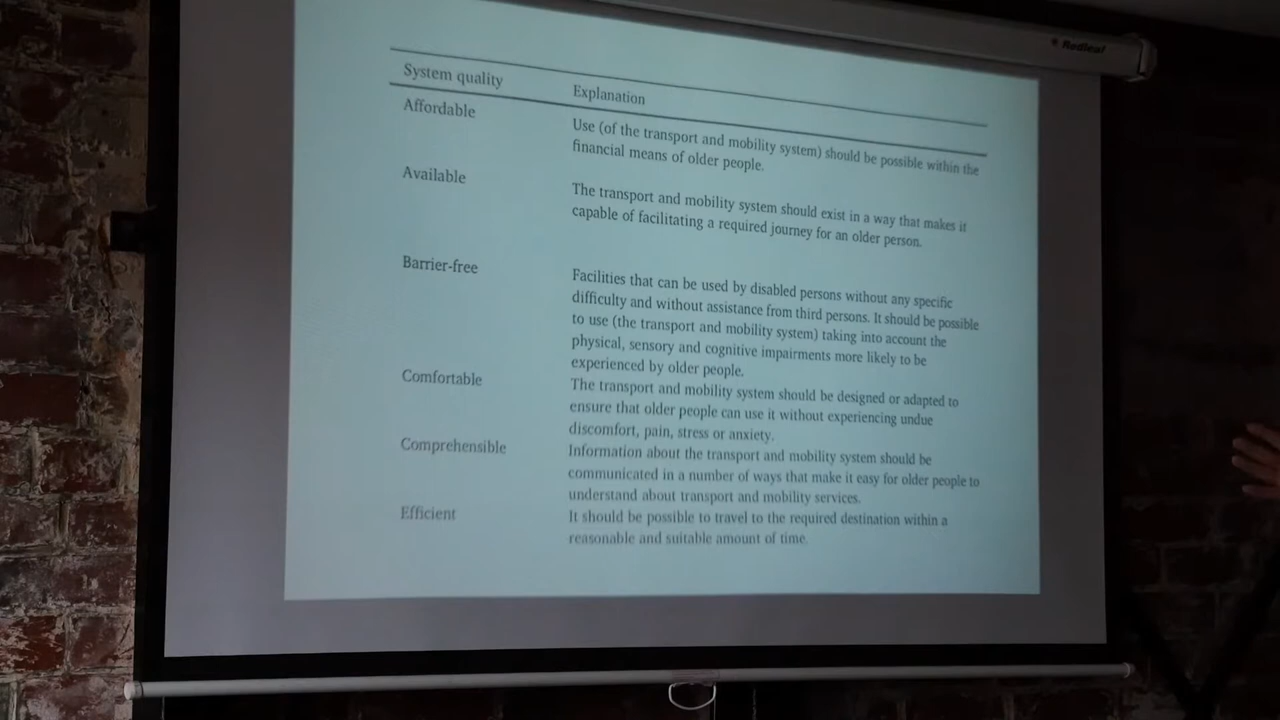 Redleaf
System quality
Explanation
Affordable
Use (of the transport and mobility system) should be possible within the
financial means of older people.
Available
The transport and mobility system should exist in a way that makes it
capable of facilitating a required journey for an older person.
Barrier-free
Facilities that can be used by disabled persons without any specific
difficulty and without assistance from third persons. It should be possible
to use (the transport and mobility system) taking into account the
physical, sensory and cognitive impairments more likely to be
experienced by older people.
Comfortable
The transport and mobility system should be designed or adapted to
ensure that older people can use it without experiencing undue
discomfort, pain, stress or anxiety.
Comprehensible
Information about the transport and mobility system should be
communicated in a number of ways that make it easy for older people to
understand about transport and mobility services.
Efficient
It should be possible to travel to the required destination within a
reasonable and suitable amount of time.